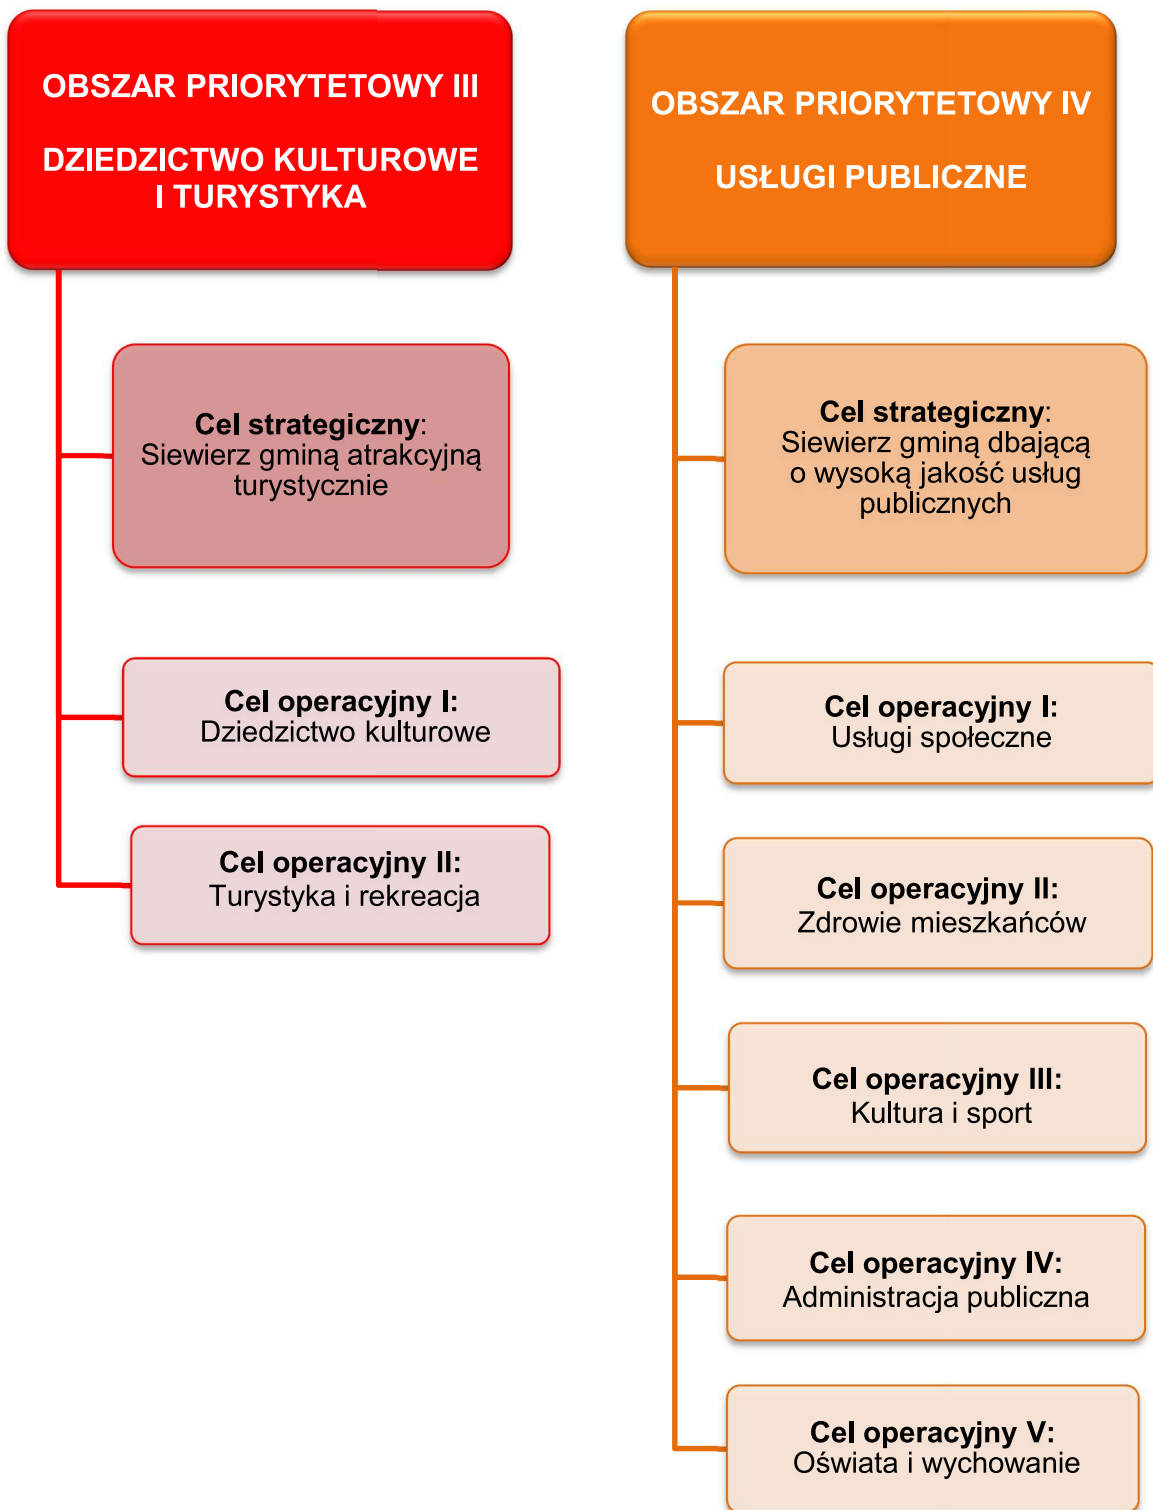 OBSZAR PRIORYTETOWY III
DZIEDZICTWO KULTUROWE
I TURYSTYKA
Cel strategiczny:
Siewierz gminą atrakcyjną
turystycznie
Cel operacyjny I:
Dziedzictwo kulturowe
Cel operacyjny II:
Turystyka i rekreacja
OBSZAR PRIORYTETOWY IV
USŁUGI PUBLICZNE
Cel strategiczny:
Siewierz gminą dbającą
o wysoką jakość usług
publicznych
Cel operacyjny I:
Usługi społeczne
Cel operacyjny II:
Zdrowie mieszkańców
Cel operacyjny III:
Kultura i sport
Cel operacyjny IV:
Administracja publiczna
Cel operacyjny V:
Oświata i wychowanie